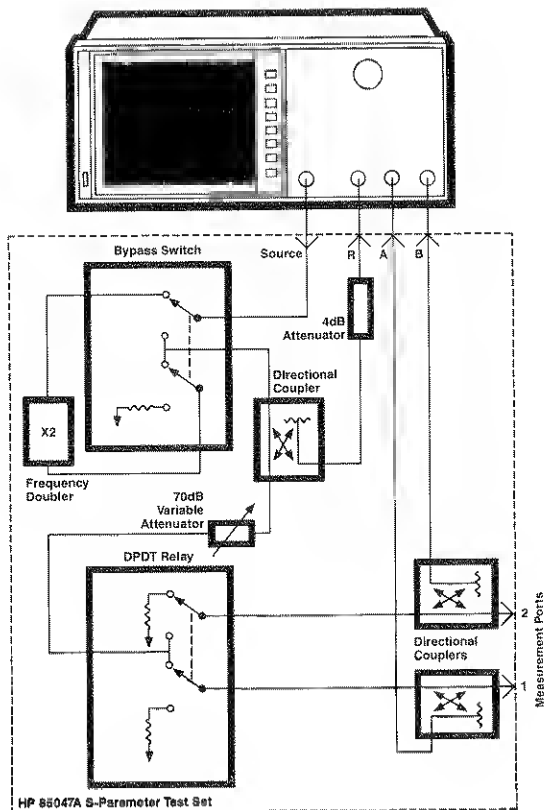 Bypass Switch
Source
R
A
B
4dB
Attenuator
Directional
Coupler
X2
Frequency
Doubler
70dB
Variable
Attenuator
DPDT Relay
2
Directional
Couplers
1
Measurement Ports
HP 85047A S-Parameter Test Set